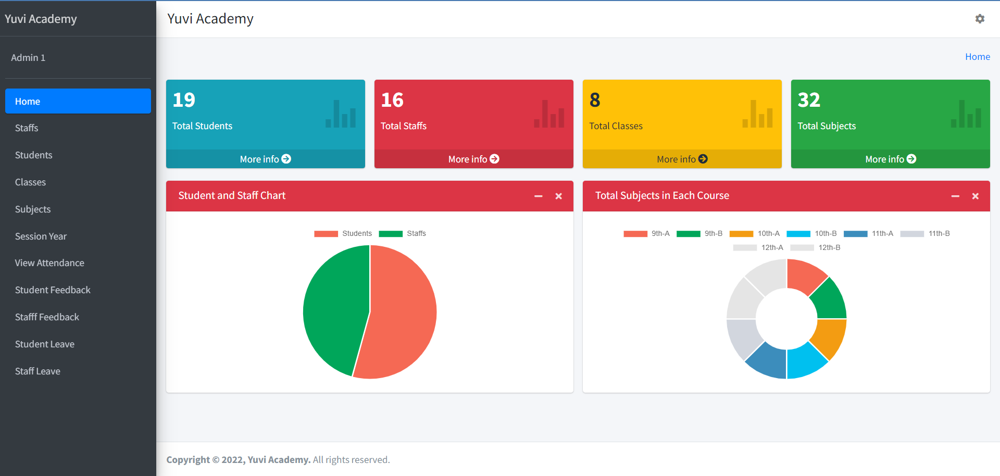 Yuvi Academy
Admin 1
Home
Staffs
Students
Classes
Subjects
Session Year
View Attendance
Student Feedback
Stafff Feedback
Student Leave
Staff Leave
Yuvi Academy
Home
19
Total Students
More info
16
Total Staffs
More info
8
Total Classes
More info
32
Total Subjects
More info
Student and Staff Chart
Students Staffs
Total Subjects in Each Course
9th-A 9th-B 10th-A 10th-B 11th-A 11th-B
12th-A 12th-B
Copyright © 2022, Yuvi Academy. All rights reserved.